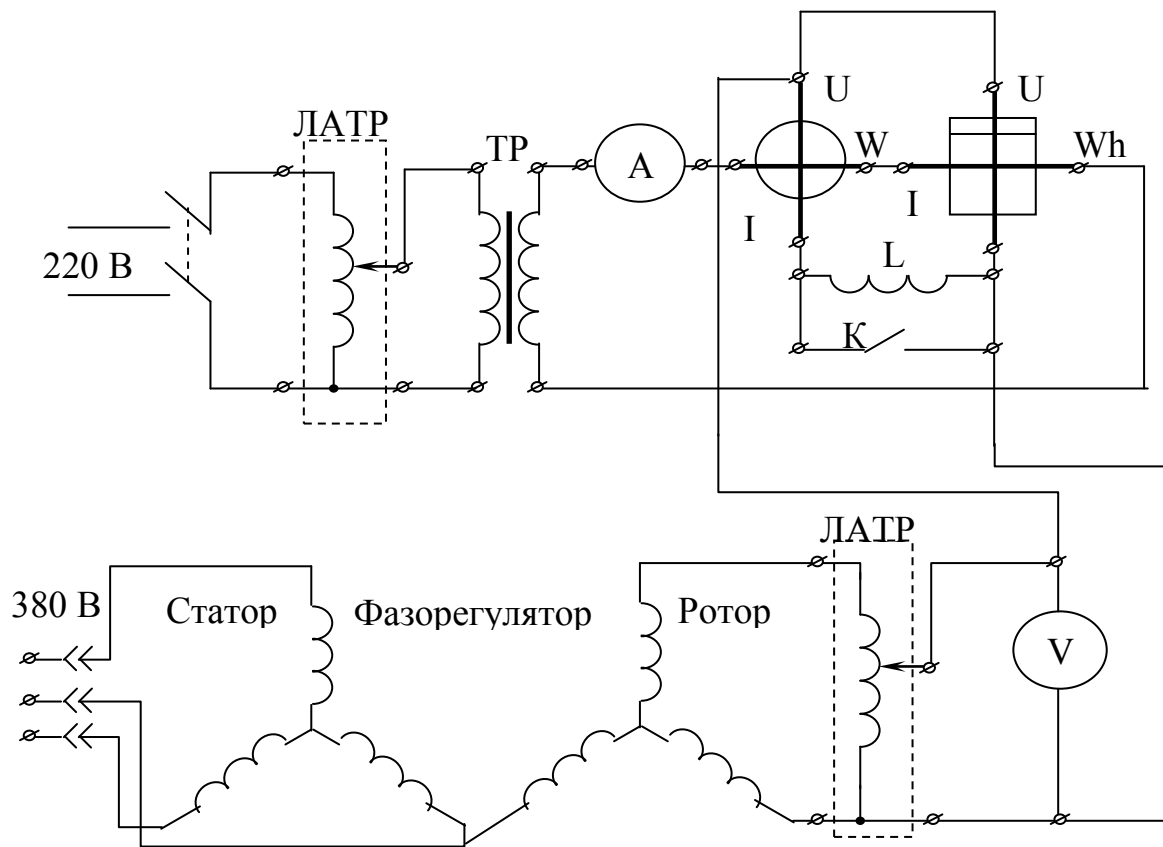 U
U
ЛАТР
ТР
А
W
Wh
I
I
220 В
L
К
ЛАТР
380 В
Статор
Фазорегулятор
Ротор
V